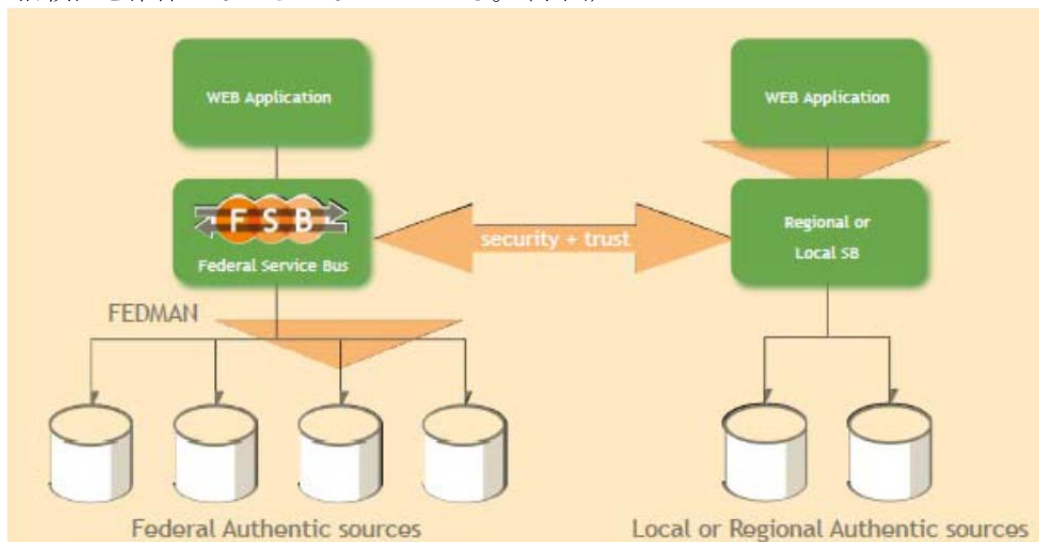 WEB Application
WEB Application
F S B
Federal Service Bus
security + trust
Regional or
Local SB
FEDMAN
Federal Authentic sources
Local or Regional Authentic sources